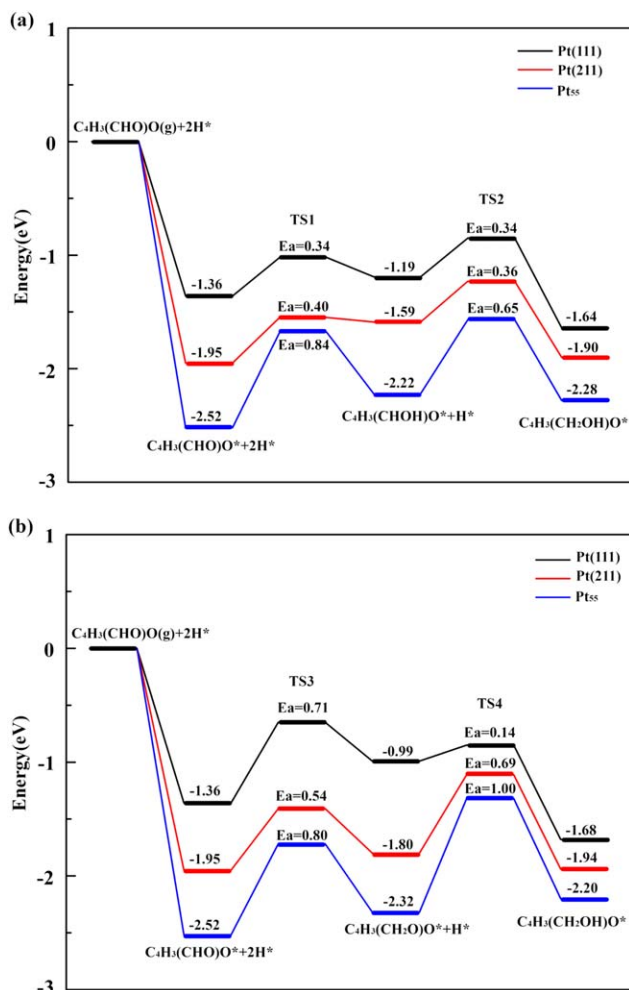 (a)
1
Pt(111)
Pt(211)
Pt₅₅
C₄H₃(CHO)O(g)+2H*
0
TS1
TS2
Ea=0.34
Ea=0.34
-1
-1.19
-1.36
Ea=0.36
Ea=0.40
-1.59
-1.64
Ea=0.84
Ea=0.65
-1.90
-1.95
-2
-2.22
-2.28
-2.52
C₄H₃(CHOH)O*+H*
C₄H₃(CH₂OH)O*
C₄H₃(CHO)O*+2H*
-3
Energy(eV)
(b)
1
Pt(111)
Pt(211)
Pt₅₅
C₄H₃(CHO)O(g)+2H*
0
TS3
TS4
Ea=0.71
Ea=0.14
-0.99
-1
Ea=0.69
-1.36
Ea=1.00
Ea=0.54
-1.68
Ea=0.80
-1.80
-1.94
-1.95
-2
-2.20
-2.32
-2.52
C₄H₃(CH₂O)O*+H*
C₄H₃(CH₂OH)O*
C₄H₃(CHO)O*+2H*
-3
Energy(eV)